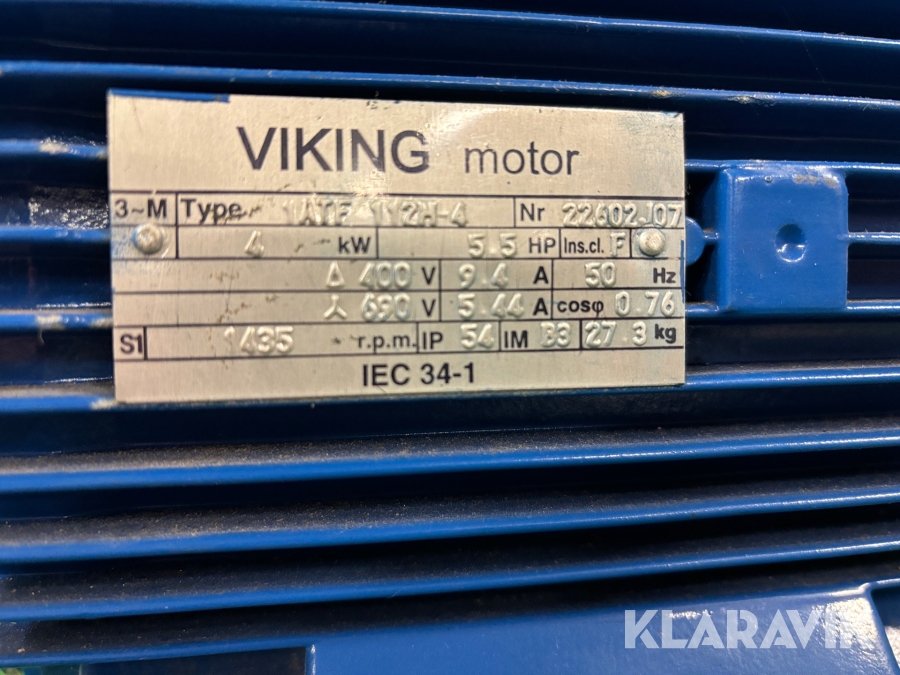 VIKING motor
3~M Type 1ATF 112M-4 Nr 22602J07
4 kW 5.5 HP Ins.cl. F
Δ 400 V 9.4 A 50 Hz
⅄ 690 V 5.44 A cosφ 0.76
S1 1435 r.p.m. IP 54 IM B3 27.3 kg
IEC 34-1
KLARAVIK